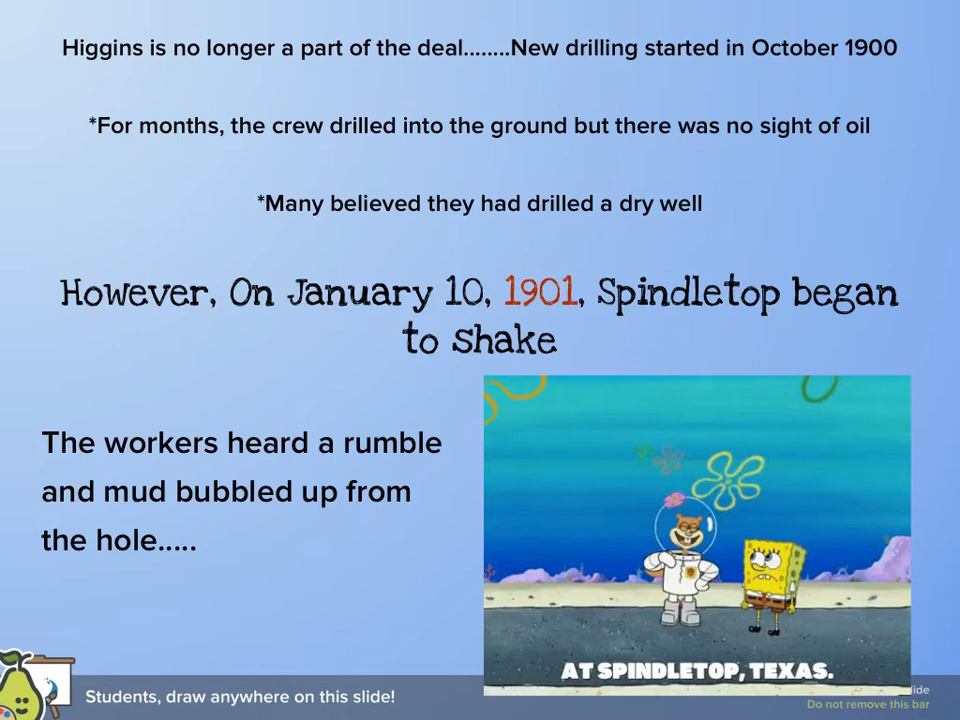 Higgins is no longer a part of the deal........New drilling started in October 1900
*For months, the crew drilled into the ground but there was no sight of oil
*Many believed they had drilled a dry well
However, On January 10, 1901, Spindletop began
to shake
The workers heard a rumble
and mud bubbled up from
the hole.....
AT SPINDLETOP, TEXAS.
Students, draw anywhere on this slide!
Do not remove this bar